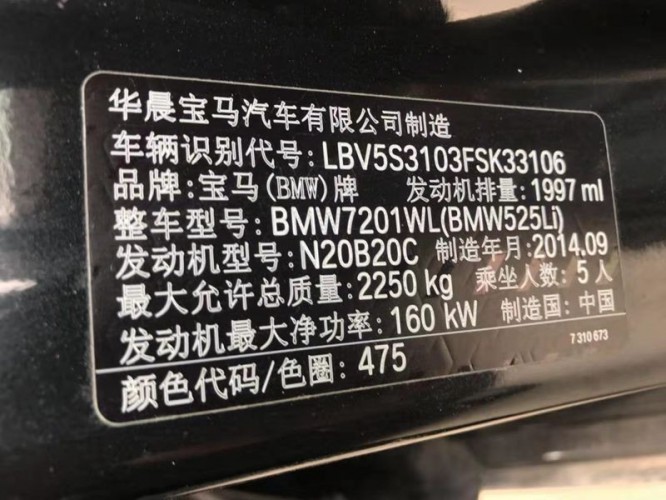 华晨宝马汽车有限公司制造
车辆识别代号: LBV5S3103FSK33106
品牌: 宝马(BMW)牌 发动机排量: 1997 ml
整车型号: BMW7201WL(BMW525Li)
发动机型号: N20B20C 制造年月: 2014.09
最大允许总质量: 2250 kg 乘坐人数: 5 人
发动机最大净功率: 160 kW 制造国: 中国
7 310 673
颜色代码/色圈: 475